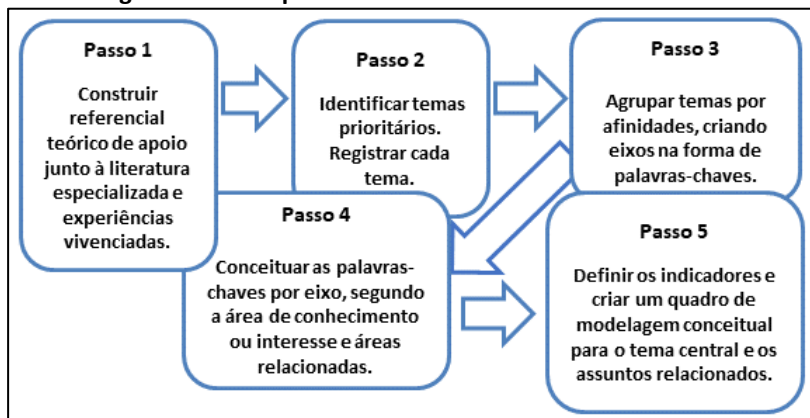 Passo 1
Construir
referencial
teórico de apoio
junto à literatura
especializada e
experiências
vivenciadas.
Passo 2
Identificar temas
prioritários.
Registrar cada
tema.
Passo 3
Agrupar temas por
afinidades, criando
eixos na forma de
palavras-chaves.
Passo 4
Conceituar as palavras-
chaves por eixo, segundo
a área de conhecimento
ou interesse e áreas
relacionadas.
Passo 5
Definir os indicadores e
criar um quadro de
modelagem conceitual
para o tema central e os
assuntos relacionados.